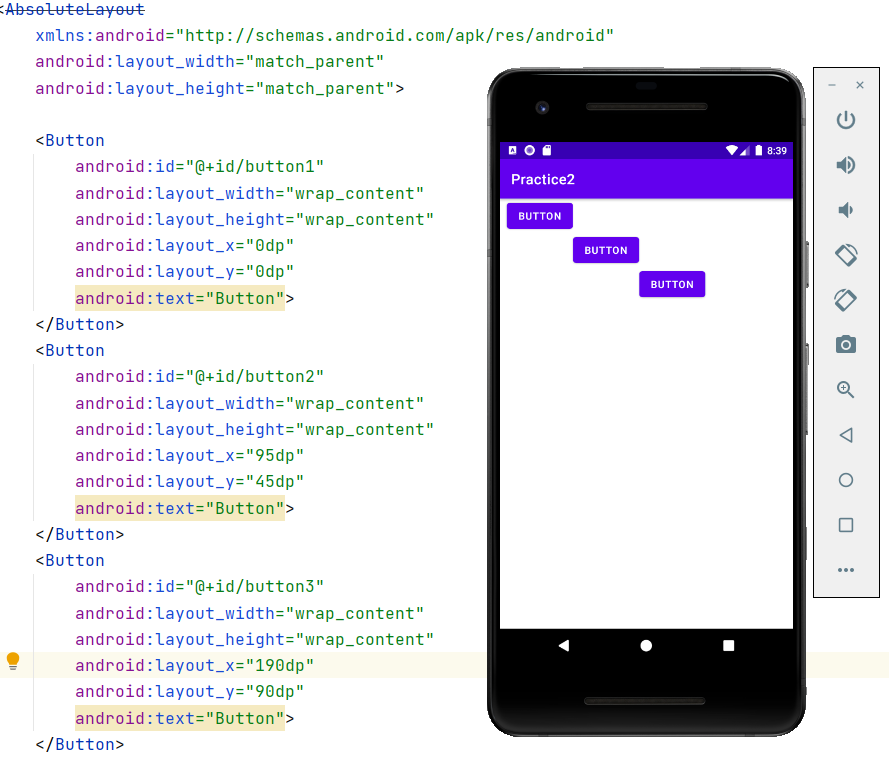 <AbsoluteLayout
xmlns:android="http://schemas.android.com/apk/res/android"
android:layout_width="match_parent"
android:layout_height="match_parent">
<Button
android:id="@+id/button1"
android:layout_width="wrap_content"
android:layout_height="wrap_content"
android:layout_x="0dp"
android:layout_y="0dp"
android:text="Button">
</Button>
<Button
android:id="@+id/button2"
android:layout_width="wrap_content"
android:layout_height="wrap_content"
android:layout_x="95dp"
android:layout_y="45dp"
android:text="Button">
</Button>
<Button
android:id="@+id/button3"
android:layout_width="wrap_content"
android:layout_height="wrap_content"
android:layout_x="190dp"
android:layout_y="90dp"
android:text="Button">
</Button>
8:39
Practice2
BUTTON
BUTTON
BUTTON